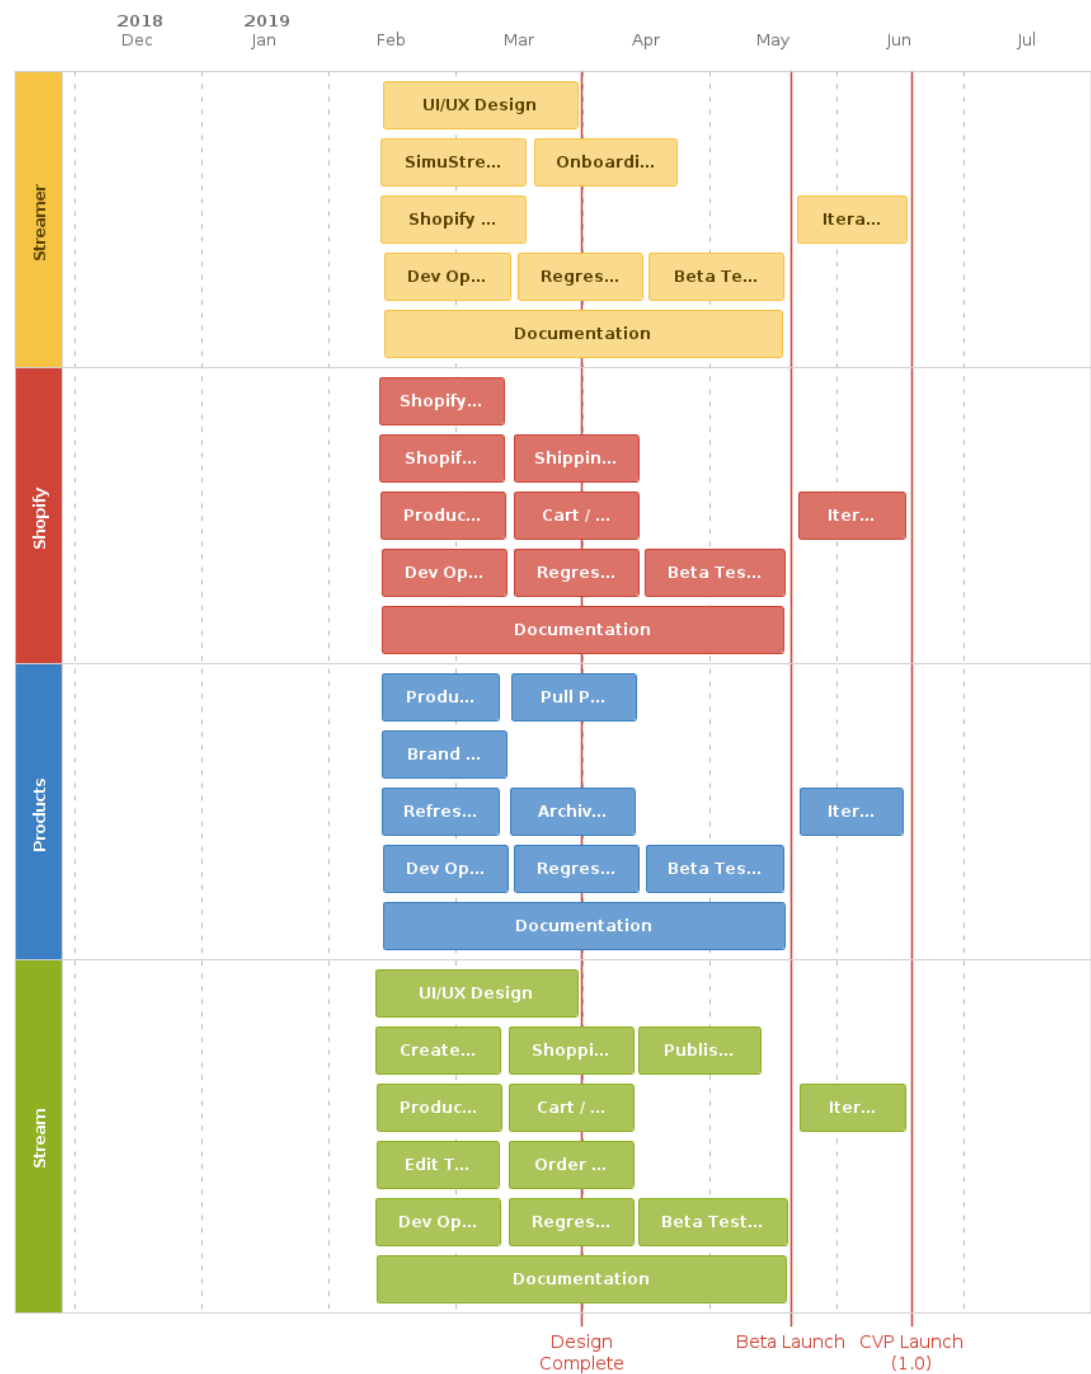 2018 2019
Dec Jan Feb Mar Apr May Jun Jul
Streamer
UI/UX Design
SimuStre... Onboardi...
Shopify ... Itera...
Dev Op... Regres... Beta Te...
Documentation
Shopify
Shopify...
Shopif... Shippin...
Produc... Cart / ... Iter...
Dev Op... Regres... Beta Tes...
Documentation
Products
Produ... Pull P...
Brand ...
Refres... Archiv... Iter...
Dev Op... Regres... Beta Tes...
Documentation
Stream
UI/UX Design
Create... Shoppi... Publis...
Produc... Cart / ... Iter...
Edit T... Order ...
Dev Op... Regres... Beta Test...
Documentation
Design Complete
Beta Launch
CVP Launch (1.0)